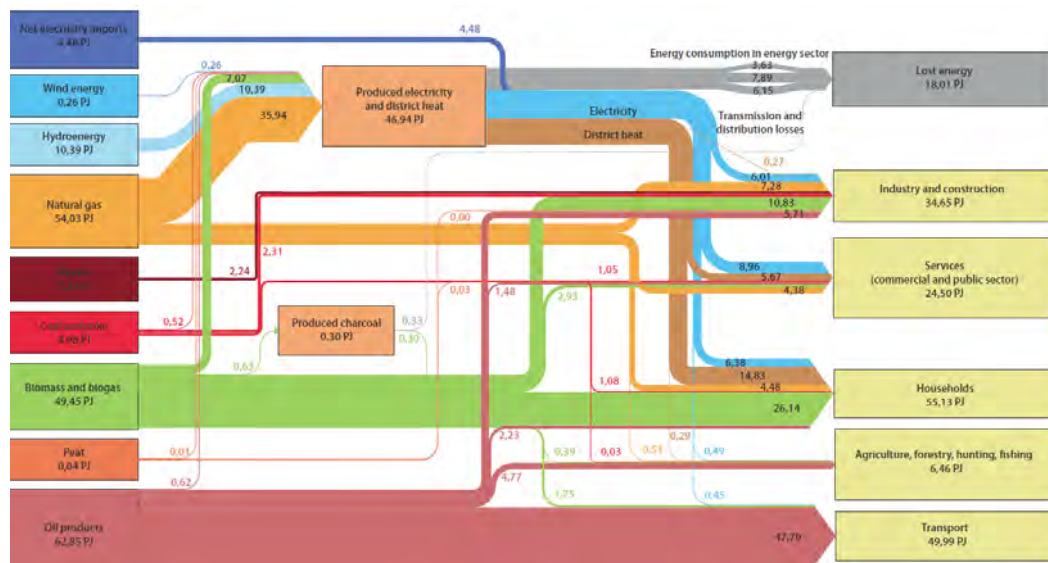 Net electricity imports
4,48 PJ
Wind energy
0,26 PJ
Hydroenergy
10,39 PJ
Natural gas
54,03 PJ
Biomass and biogas
49,45 PJ
Peat
0,04 PJ
Oil products
62,85 PJ
4,48
0,26
7,07
10,39
35,94
Produced electricity
and district heat
46,94 PJ
Energy consumption in energy sector
3,63
7,89
6,15
Electricity
District heat
Transmission and
distribution losses
0,27
Lost energy
18,01 PJ
6,01
7,28
10,83
5,71
Industry and construction
34,65 PJ
0,00
2,31
2,24
0,03
1,48
1,05
2,93
8,96
5,67
4,38
Services
(commercial and public sector)
24,50 PJ
0,52
Produced charcoal
0.30 PJ
0,33
0,30
0,63
1,08
6,38
14,83
4,48
26,14
Households
55,13 PJ
0,01
0,62
2,23
4,77
0,39
0,03
0,51
0,29
0,49
Agriculture, forestry, hunting, fishing
6,46 PJ
1,75
0,45
47,79
Transport
49,99 PJ